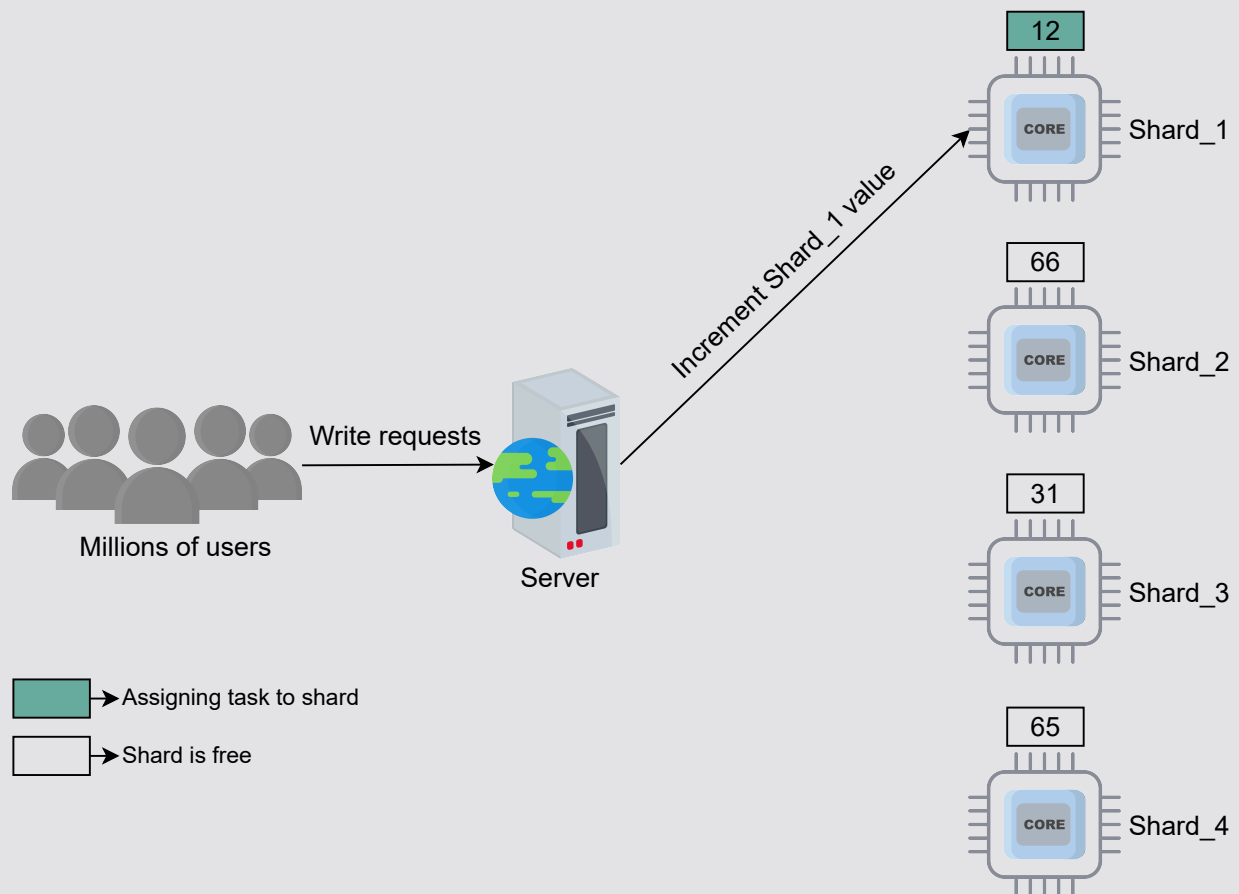 12
CORE
Shard_1
Increment Shard_1 value
66
CORE
Shard_2
Write requests
Millions of users
Server
31
CORE
Shard_3
Assigning task to shard
Shard is free
65
CORE
Shard_4